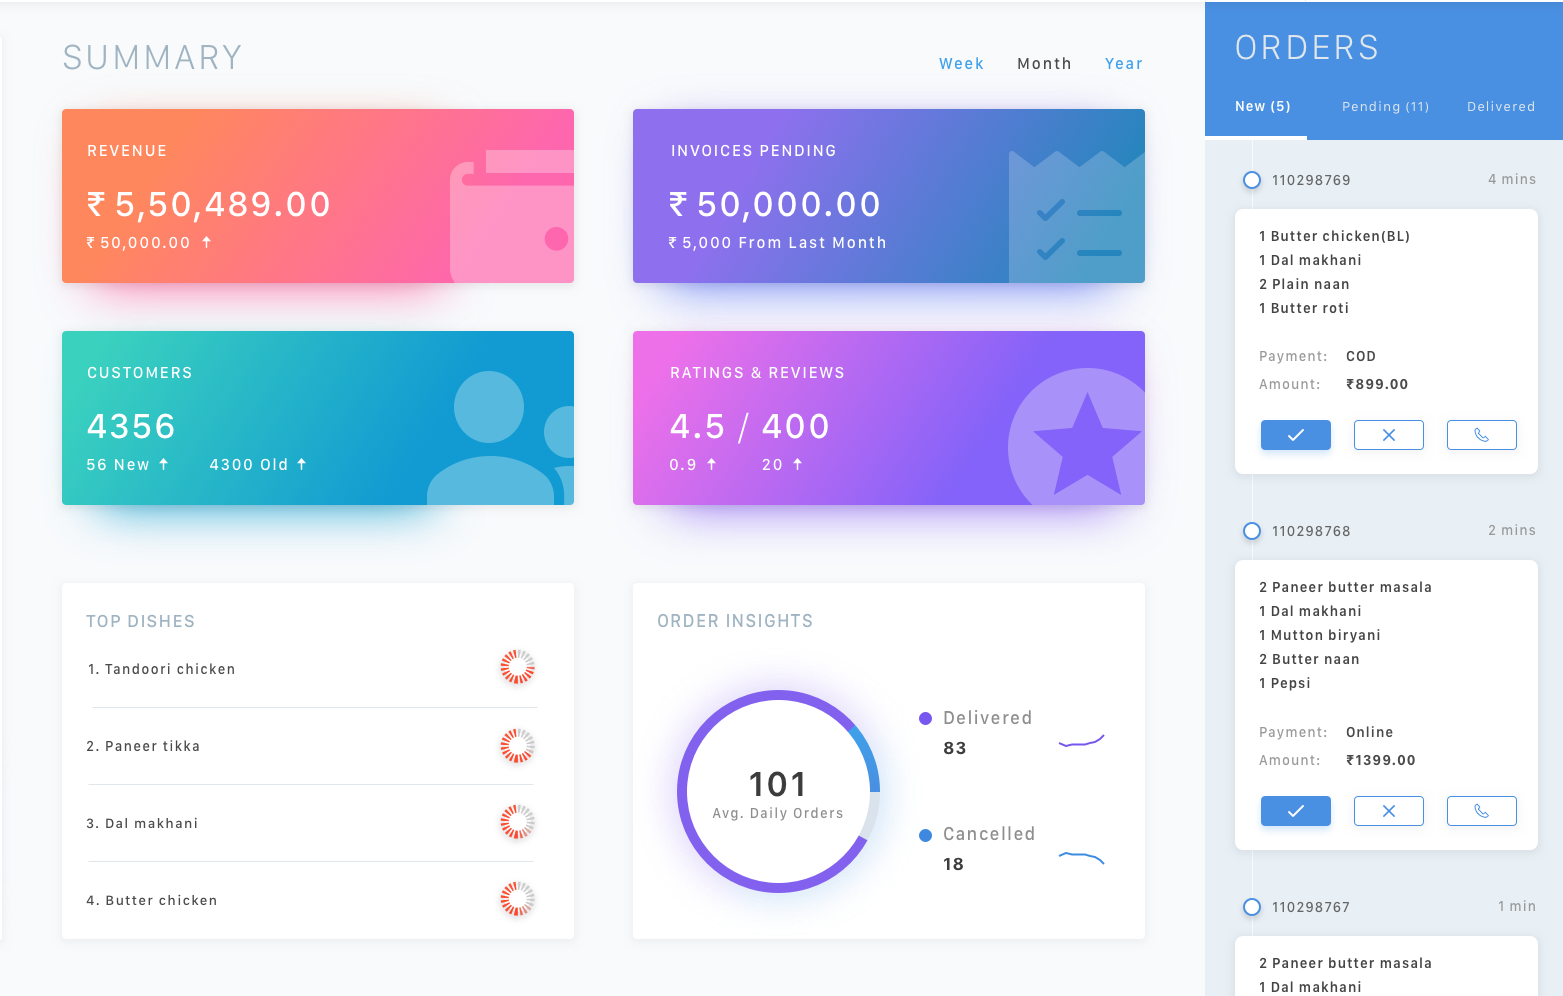 SUMMARY
Week Month Year
REVENUE
₹ 5,50,489.00
₹ 50,000.00
INVOICES PENDING
₹ 50,000.00
₹ 5,000 From Last Month
CUSTOMERS
4356
56 New 4300 Old
RATINGS & REVIEWS
4.5 / 400
0.9 20
TOP DISHES
1. Tandoori chicken
2. Paneer tikka
3. Dal makhani
4. Butter chicken
ORDER INSIGHTS
101
Avg. Daily Orders
Delivered
83
Cancelled
18
ORDERS
New (5) Pending (11) Delivered
110298769 4 mins
1 Butter chicken(BL)
1 Dal makhani
2 Plain naan
1 Butter roti
Payment: COD
Amount: ₹899.00
110298768 2 mins
2 Paneer butter masala
1 Dal makhani
1 Mutton biryani
2 Butter naan
1 Pepsi
Payment: Online
Amount: ₹1399.00
110298767 1 min
2 Paneer butter masala
1 Dal makhani